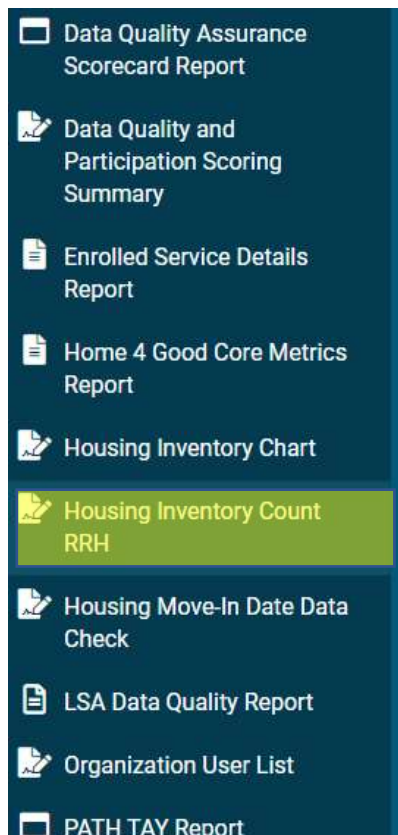 Data Quality Assurance
Scorecard Report
Data Quality and
Participation Scoring
Summary
Enrolled Service Details
Report
Home 4 Good Core Metrics
Report
Housing Inventory Chart
Housing Inventory Count
RRH
Housing Move-In Date Data
Check
LSA Data Quality Report
Organization User List
PATH TAY Report